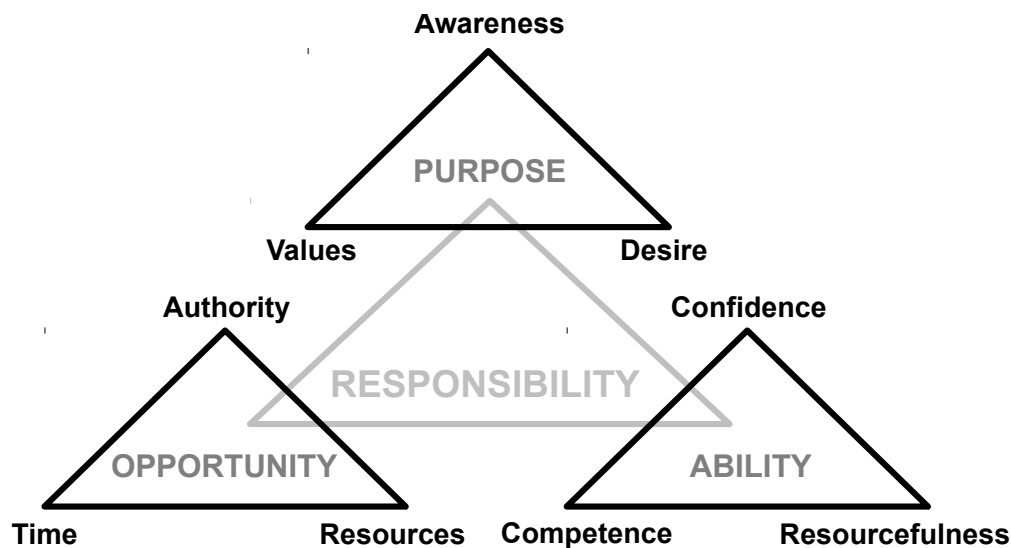 Awareness
PURPOSE
Values
Desire
Authority
Confidence
RESPONSIBILITY
OPPORTUNITY
ABILITY
Time
Resources
Competence
Resourcefulness